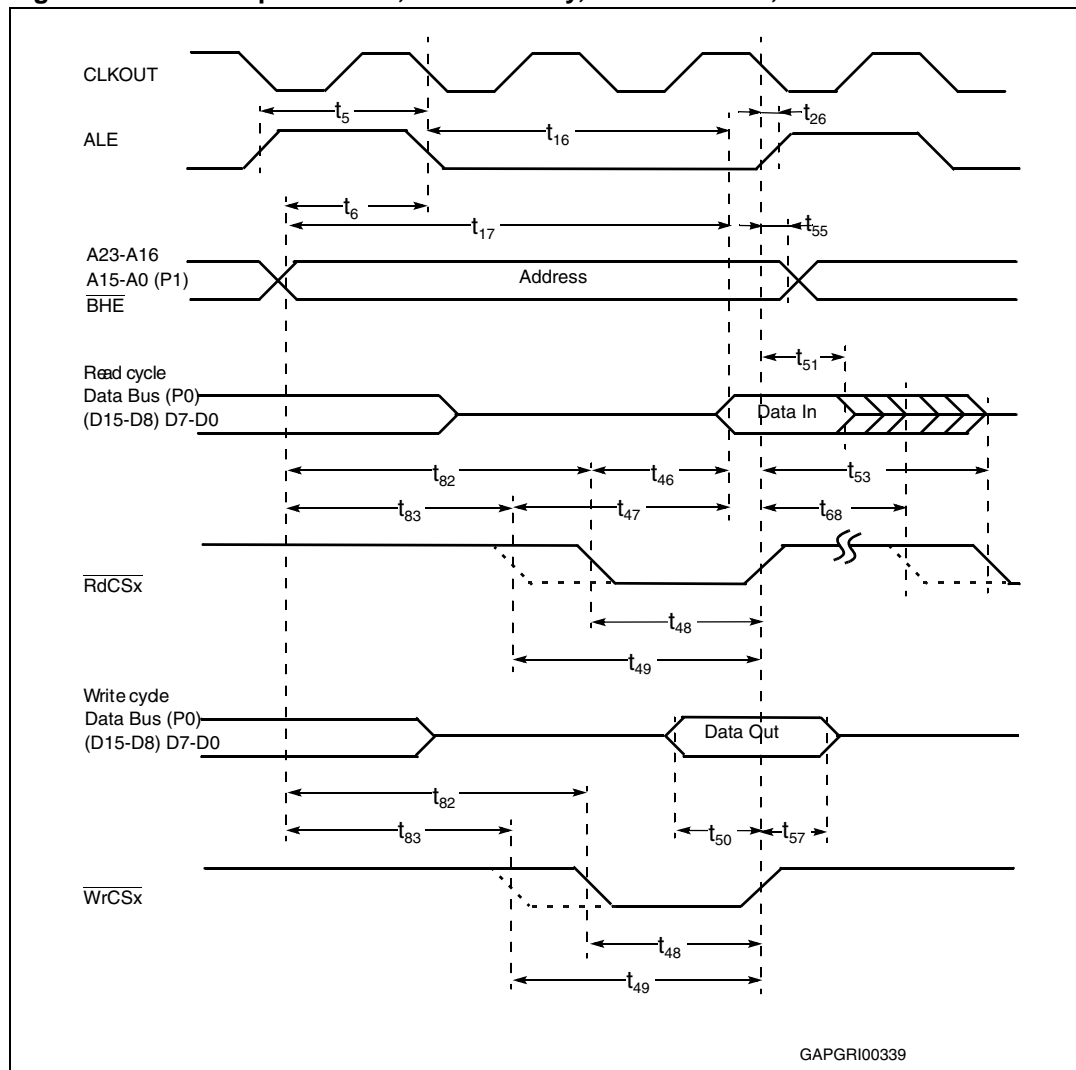 CLKOUT
t5
t26
ALE
t16
t6
t17
t55
A23-A16
A15-A0 (P1)
Address
BHE
t51
Read cycle
Data Bus (P0)
Data In
(D15-D8) D7-D0
t82
t46
t53
t83
t47
t68
RdCSx
t48
t49
Write cycle
Data Bus (P0)
Data Out
(D15-D8) D7-D0
t82
t83
t50
t57
WrCSx
t48
t49
GAPGRI00339